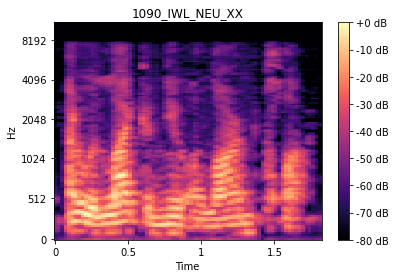 1090_IWL_NEU_XX
8192
4096
2048
1024
512
0
Hz
0
0.5
1
1.5
Time
+0 dB
-10 dB
-20 dB
-30 dB
-40 dB
-50 dB
-60 dB
-70 dB
-80 dB